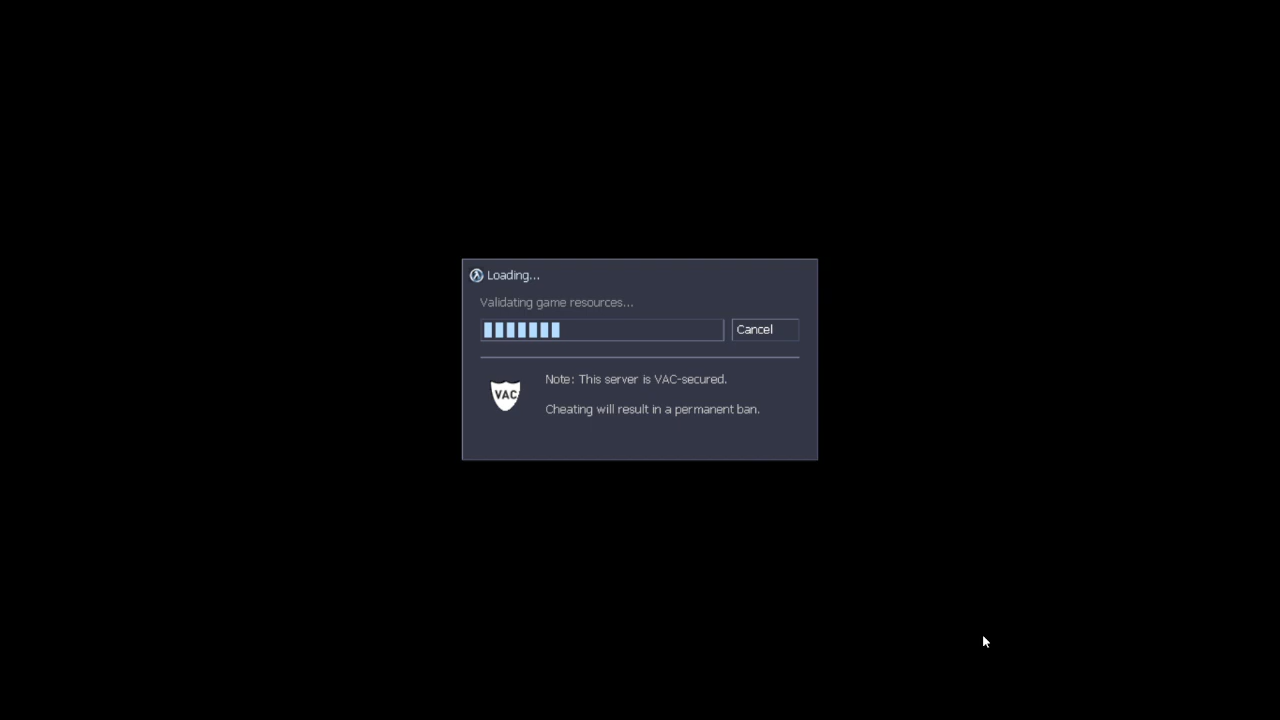 Loading...
Validating game resources...
Cancel
Note: This server is VAC-secured.
VAC
Cheating will result in a permanent ban.